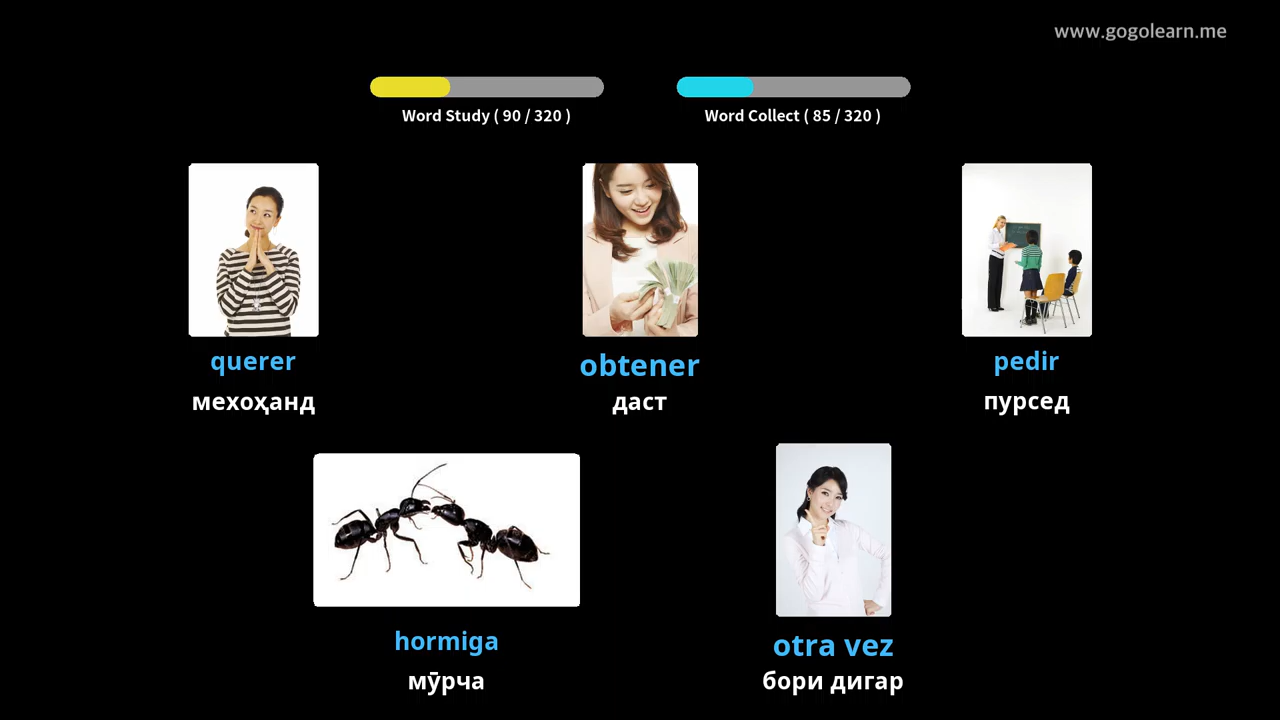 www.gogolearn.me
Word Study ( 90 / 320 )
Word Collect ( 85 / 320 )
querer
obtener
pedir
мехоҳанд
даст
пурсед
hormiga
otra vez
мӯрча
бори дигар